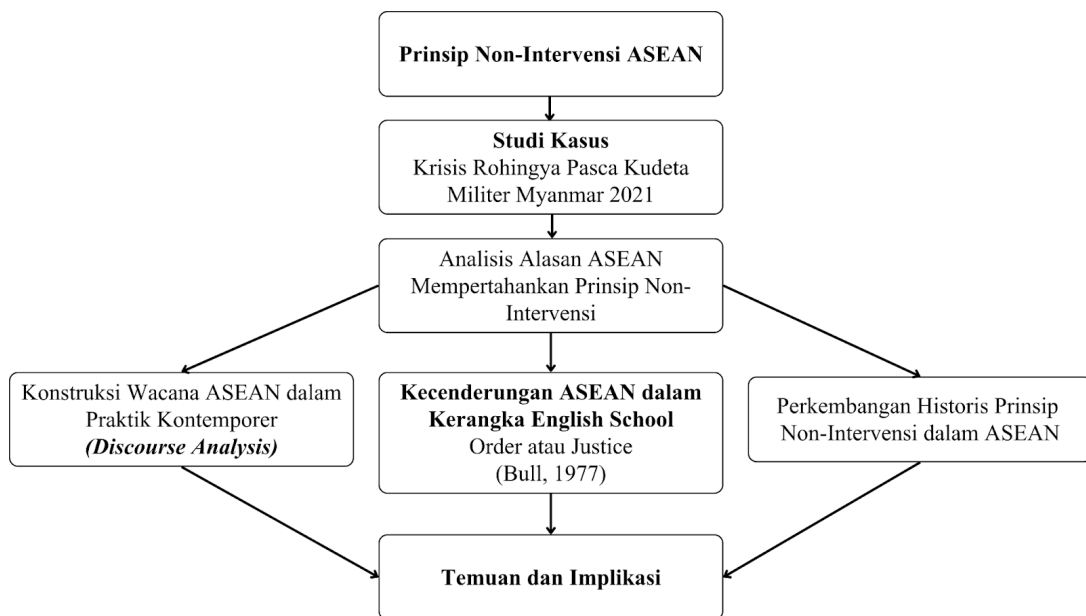 Prinsip Non-Intervensi ASEAN
Studi Kasus
Krisis Rohingya Pasca Kudeta
Militer Myanmar 2021
Analisis Alasan ASEAN
Mempertahankan Prinsip Non-
Intervensi
Konstruksi Wacana ASEAN dalam
Praktik Kontemporer
(Discourse Analysis)
Kecenderungan ASEAN dalam
Kerangka English School
Order atau Justice
(Bull, 1977)
Perkembangan Historis Prinsip
Non-Intervensi dalam ASEAN
Temuan dan Implikasi